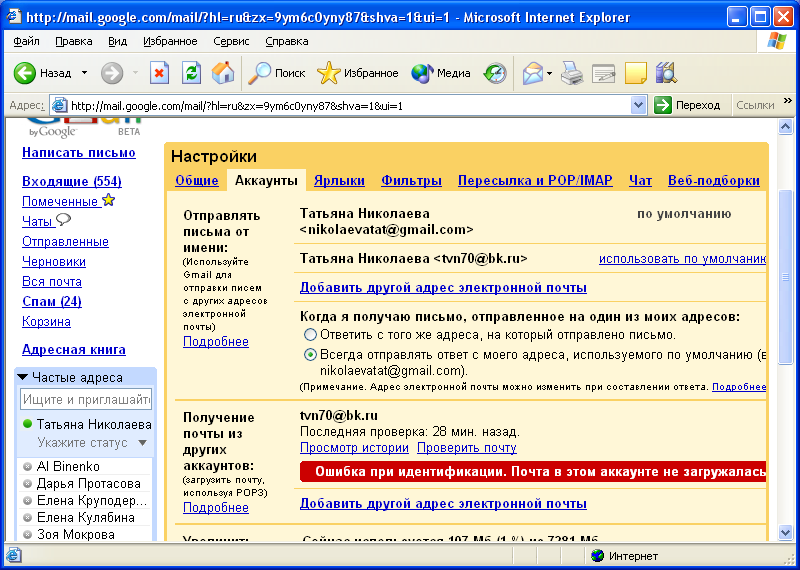 http://mail.google.com/mail/?hl=ru&zx=9ym6c0yny87&shva=1&ui=1 - Microsoft Internet Explorer
Файл Правка Вид Избранное Сервис Справка
Назад Поиск Избранное Медиа
Адрес: http://mail.google.com/mail/?hl=ru&zx=9ym6c0yny87&shva=1&ui=1 Переход Ссылки »
by Google BETA
Написать письмо
Входящие (554)
Помеченные
Чаты
Отправленные
Черновики
Вся почта
Спам (24)
Корзина
Адресная книга
Частые адреса
Ищите и приглашайт
Татьяна Николаева
Укажите статус
Al Binenko
Дарья Протасова
Елена Круподер...
Елена Кулябина
Зоя Мокрова
Настройки
Общие Аккаунты Ярлыки Фильтры Пересылка и POP/IMAP Чат Веб-подборки
Отправлять
письма от
имени:
(Используйте
Gmail для
отправки писем
с других адресов
электронной
почты)
Подробнее
Татьяна Николаева
<nikolaevatat@gmail.com>
по умолчанию
Татьяна Николаева <tvn70@bk.ru>
использовать по умолчанию
Добавить другой адрес электронной почты
Когда я получаю письмо, отправленное на один из моих адресов:
Ответить с того же адреса, на который отправлено письмо.
Всегда отправлять ответ с моего адреса, используемого по умолчанию (в
nikolaevatat@gmail.com).
(Примечание. Адрес электронной почты можно изменить при составлении ответа. Подробнее
Получение
почты из
других
аккаунтов:
(загрузить почту,
используя POP3)
Подробнее
tvn70@bk.ru
Последняя проверка: 28 мин. назад.
Просмотр истории Проверить почту
Ошибка при идентификации. Почта в этом аккаунте не загружалась
Добавить другой адрес электронной почты
Увеличить
Сейчас используется 107 Мб (1 %) из 7281 Мб
Интернет